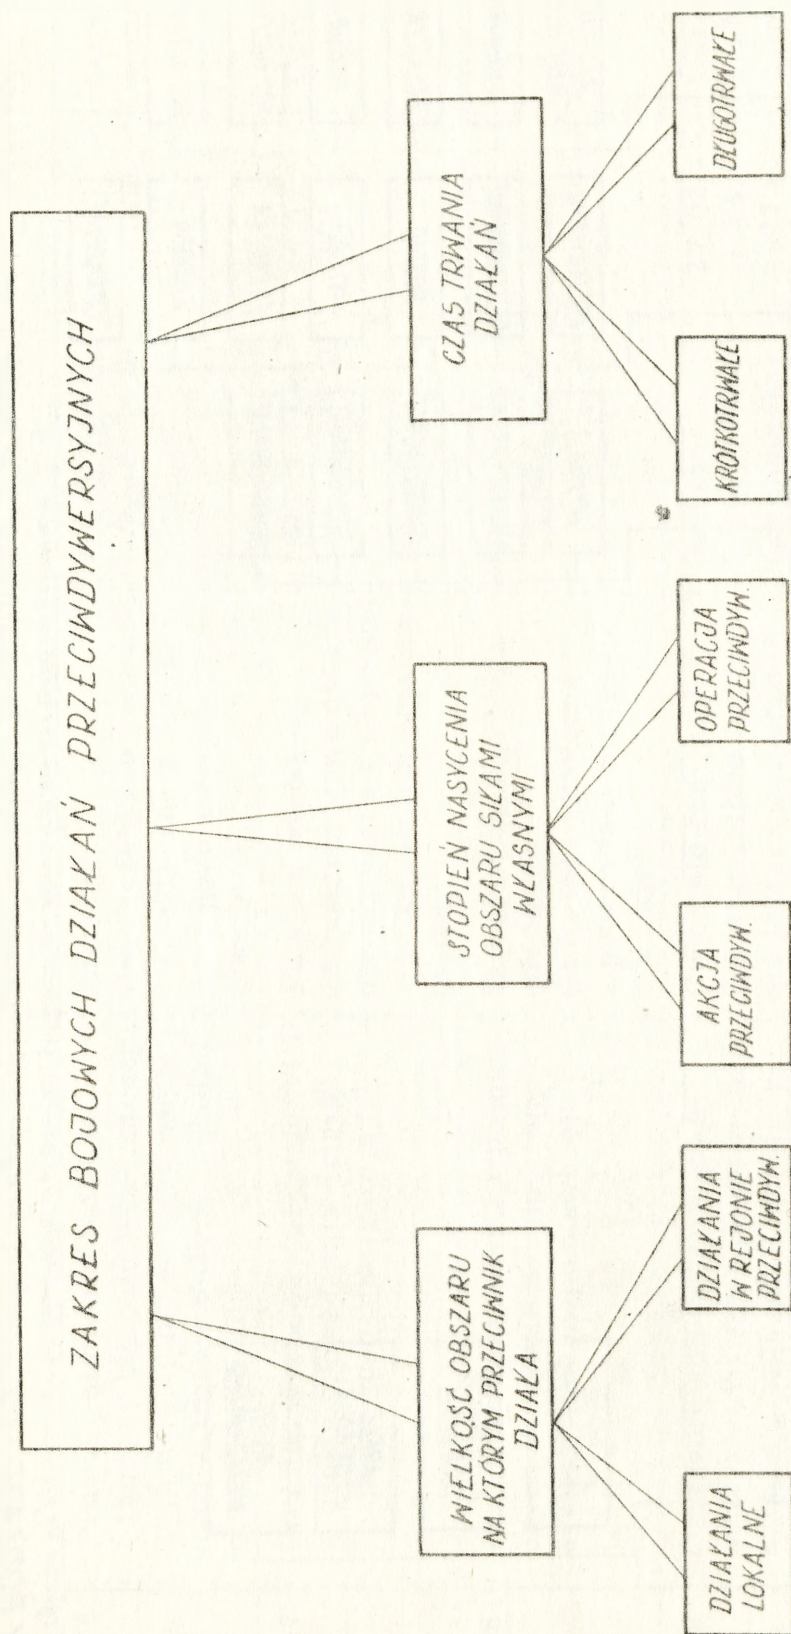 ZAKRES BOJOWYCH DZIAŁAŃ PRZECIWDYWERSYJNYCH
WIELKOŚĆ OBSZARU
NA KTÓRYM PRZECIWNIK
DZIAŁA
STOPIEŃ NASYCENIA
OBSZARU SIŁAMI
WŁASNYMI
CZAS TRWANIA
DZIAŁAŃ
DZIAŁANIA
LOKALNE
DZIAŁANIA
W REJONIE
PRZECIWDYW.
AKCJA
PRZECIWDYW.
OPERACJA
PRZECIWDYW.
KRÓTKOTRWAŁE
DŁUGOTRWAŁE